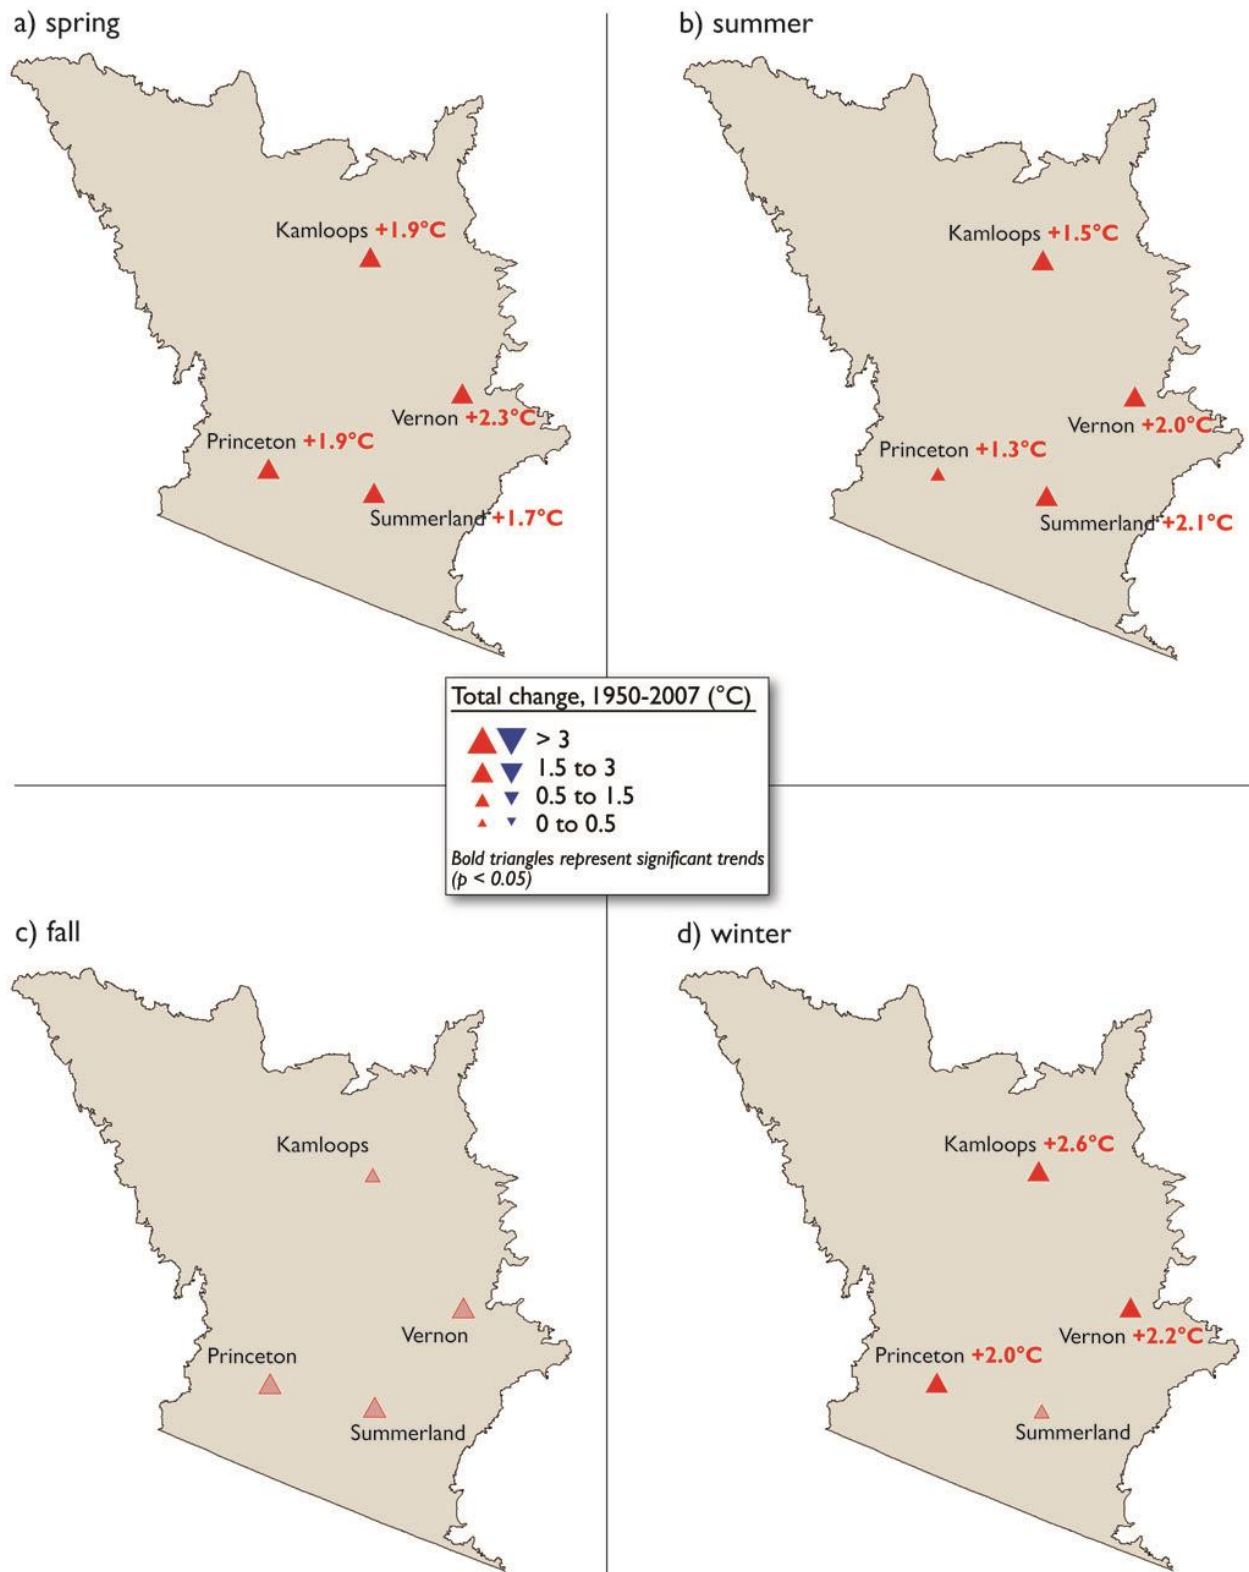 a) spring
Kamloops +1.9°C
Vernon +2.3°C
Princeton +1.9°C
Summerland +1.7°C
b) summer
Kamloops +1.5°C
Vernon +2.0°C
Princeton +1.3°C
Summerland +2.1°C
Total change, 1950-2007 (°C)
> 3
1.5 to 3
0.5 to 1.5
0 to 0.5
Bold triangles represent significant trends
(p < 0.05)
c) fall
Kamloops
Vernon
Princeton
Summerland
d) winter
Kamloops +2.6°C
Vernon +2.2°C
Princeton +2.0°C
Summerland